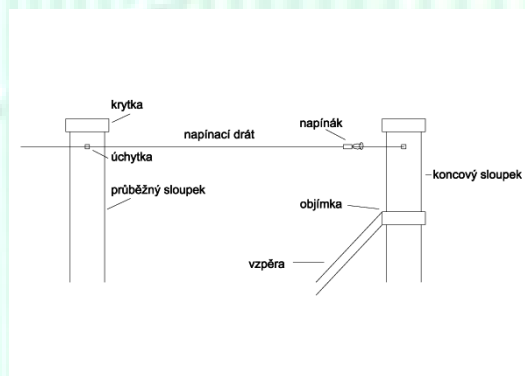 krytka
napínací drát
napínák
úchytka
koncový sloupek
průběžný sloupek
objímka
vzpěra